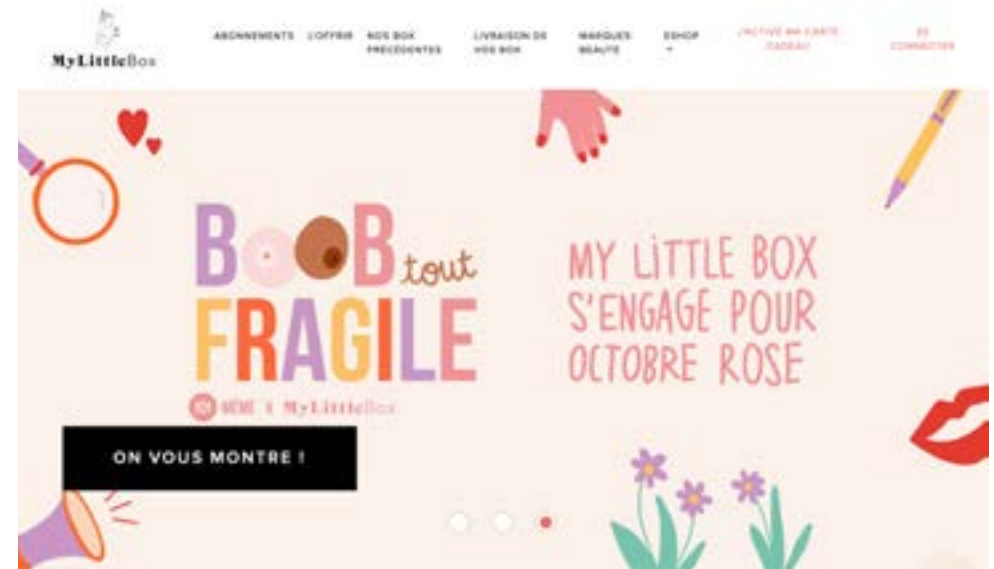 MyLittleBox
ABONNEMENTS L'OFFRIR NOS BOX PRÉCÉDENTES LIVRAISON DE VOS BOX MARQUES BEAUTÉ ESHOP J'ACTIVE MA CARTE CADEAU SE CONNECTER
BOOB tout
FRAGILE
MÊME X MyLittleBox
MY LITTLE BOX
S'ENGAGE POUR
OCTOBRE ROSE
ON VOUS MONTRE !